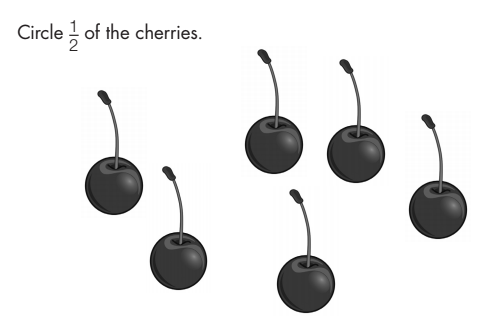 Circle 1/2 of the cherries.